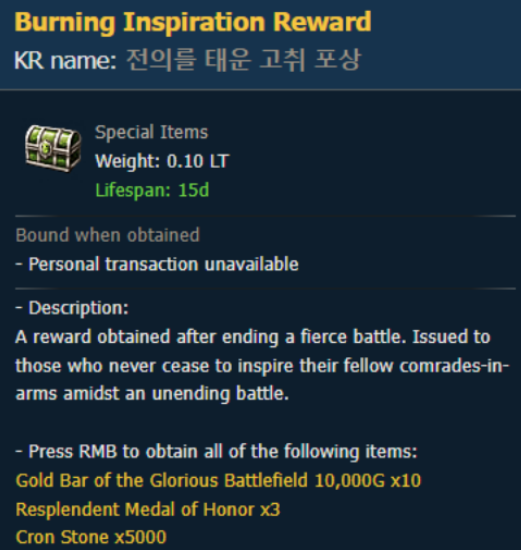 Burning Inspiration Reward
KR name: 전의를 태운 고취 포상
Special Items
Weight: 0.10 LT
Lifespan: 15d
Bound when obtained
- Personal transaction unavailable
- Description:
A reward obtained after ending a fierce battle. Issued to
those who never cease to inspire their fellow comrades-in-
arms amidst an unending battle.
- Press RMB to obtain all of the following items:
Gold Bar of the Glorious Battlefield 10,000G x10
Resplendent Medal of Honor x3
Cron Stone x5000